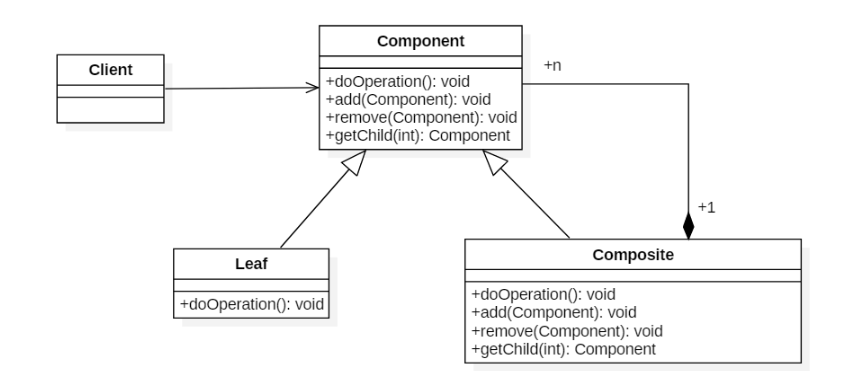 Client
Component
+doOperation(): void
+add(Component): void
+remove(Component): void
+getChild(int): Component
+n
+1
Leaf
+doOperation(): void
Composite
+doOperation(): void
+add(Component): void
+remove(Component): void
+getChild(int): Component